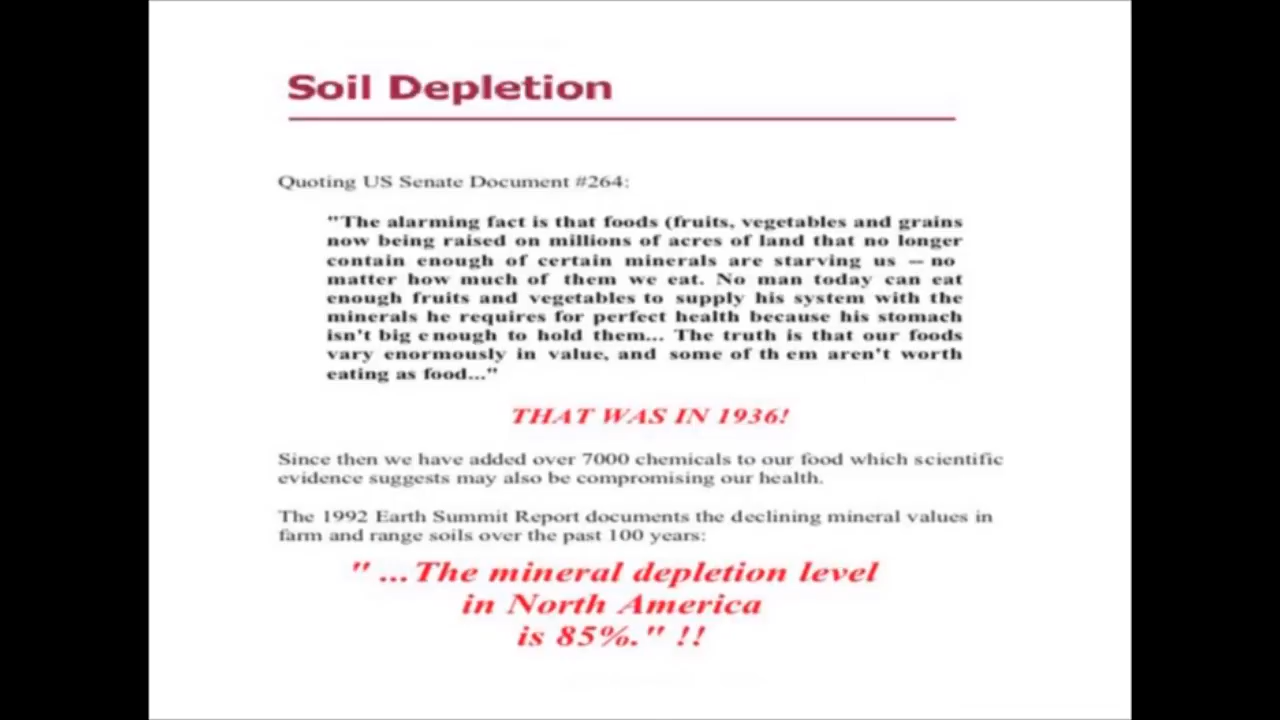 Soil Depletion
Quoting US Senate Document #264:
"The alarming fact is that foods (fruits, vegetables and grains
now being raised on millions of acres of land that no longer
contain enough of certain minerals are starving us – no
matter how much of them we eat. No man today can eat
enough fruits and vegetables to supply his system with the
minerals he requires for perfect health because his stomach
isn't big enough to hold them... The truth is that our foods
vary enormously in value, and some of th em aren't worth
eating as food..."
THAT WAS IN 1936!
Since then we have added over 7000 chemicals to our food which scientific
evidence suggests may also be compromising our health.
The 1992 Earth Summit Report documents the declining mineral values in
farm and range soils over the past 100 years:
" ...The mineral depletion level
in North America
is 85%." !!